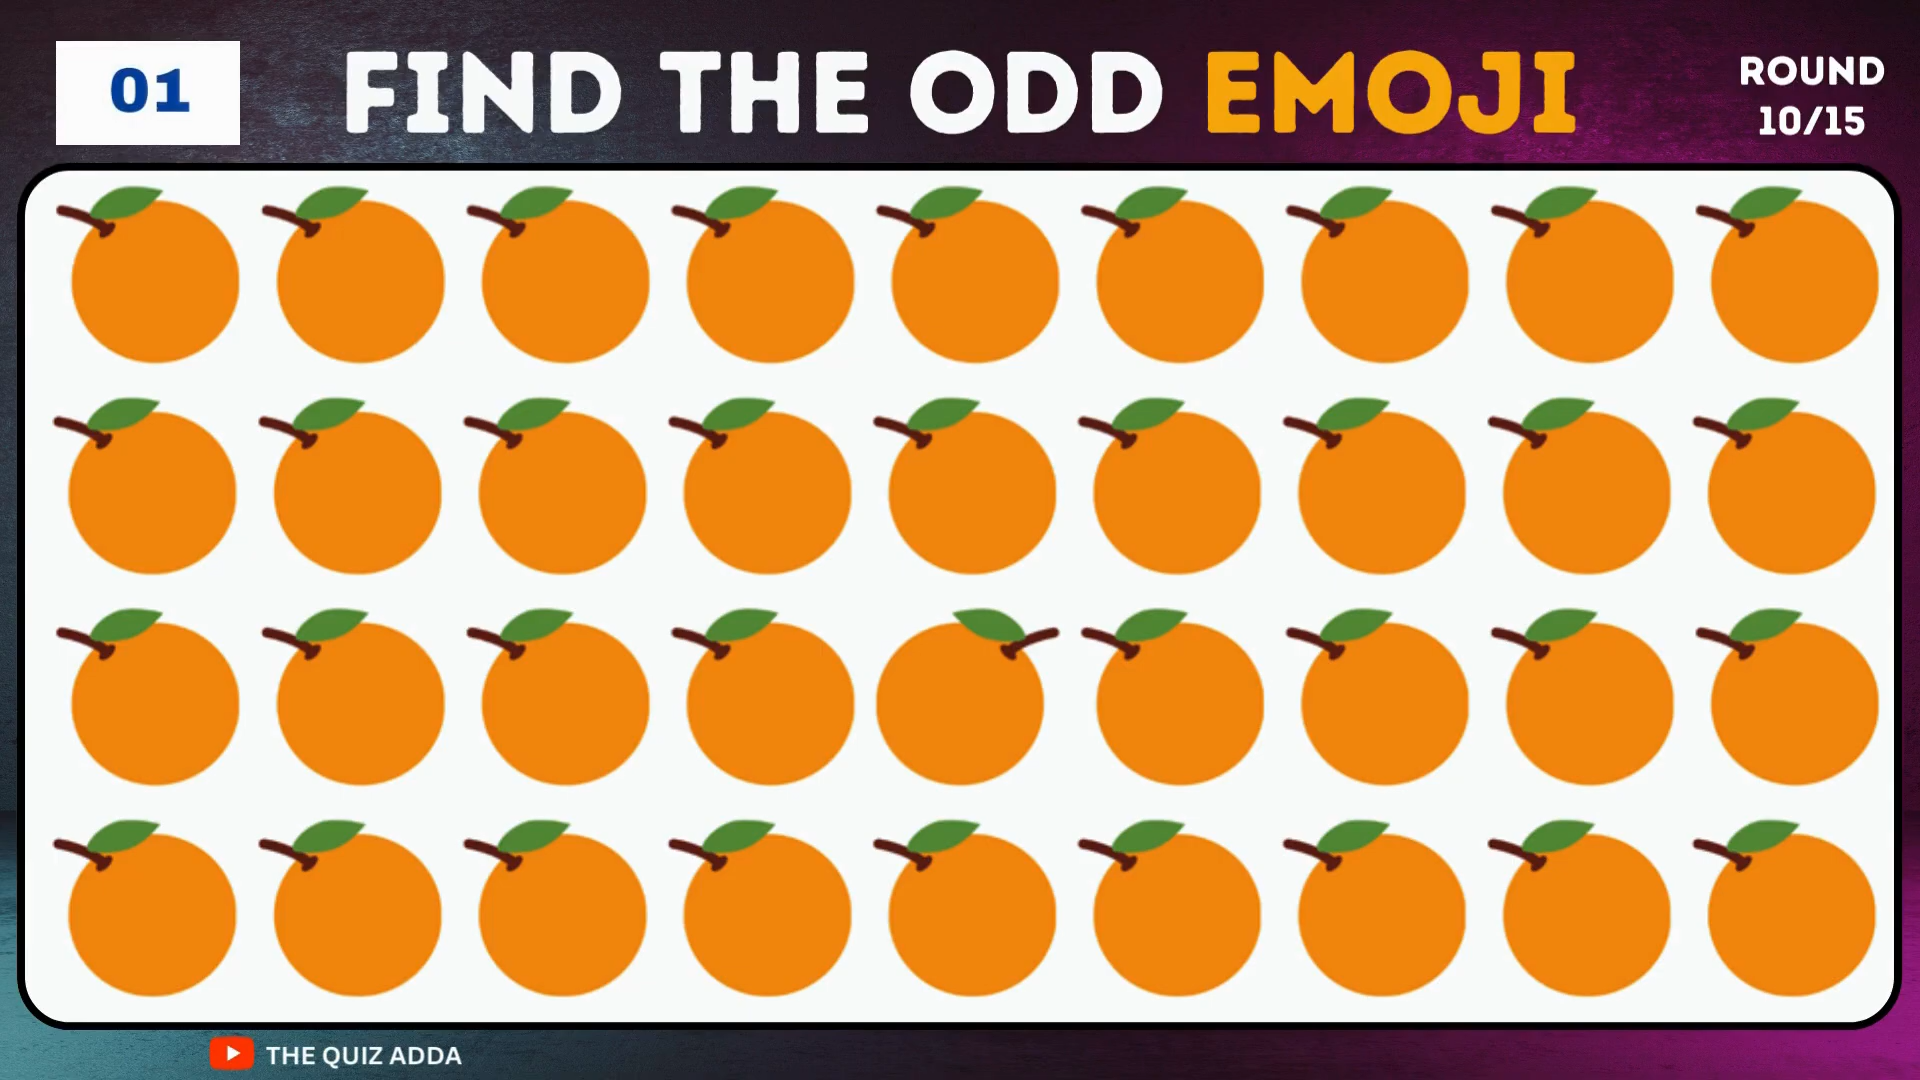 01
FIND THE ODD EMOJI
ROUND
10/15
THE QUIZ ADDA